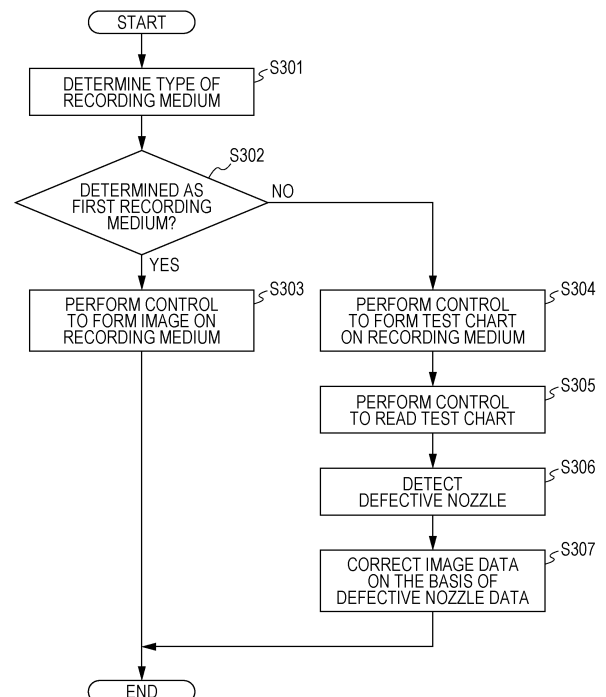 START
DETERMINE TYPE OF
RECORDING MEDIUM
S301
DETERMINED AS
FIRST RECORDING
MEDIUM?
S302
NO
YES
PERFORM CONTROL
TO FORM IMAGE ON
RECORDING MEDIUM
S303
PERFORM CONTROL
TO FORM TEST CHART
ON RECORDING MEDIUM
S304
PERFORM CONTROL
TO READ TEST CHART
S305
DETECT
DEFECTIVE NOZZLE
S306
CORRECT IMAGE DATA
ON THE BASIS OF
DEFECTIVE NOZZLE DATA
S307
END